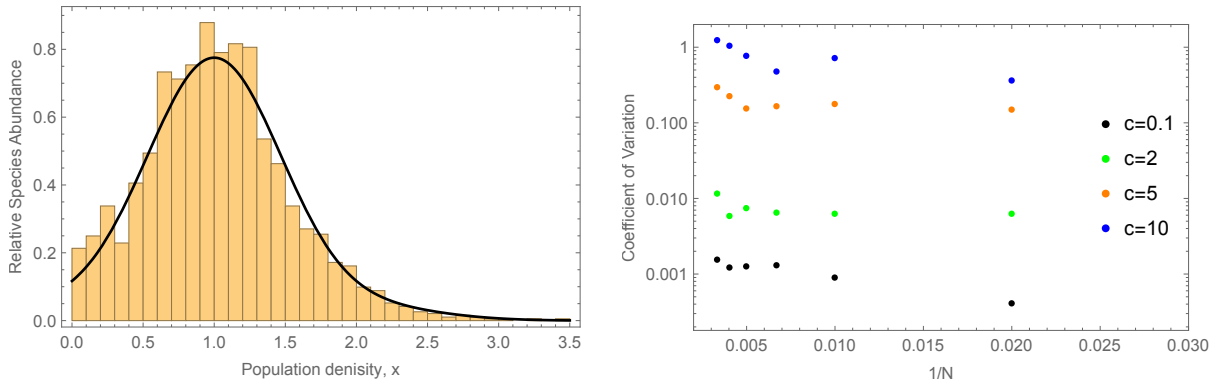 Relative Species Abundance
0.8
0.6
0.4
0.2
0.0
0.0 0.5 1.0 1.5 2.0 2.5 3.0 3.5
Population denisity, x
Coefficient of Variation
1
0.100
0.010
0.001
0.005 0.010 0.015 0.020 0.025 0.030
1/N
c=0.1
c=2
c=5
c=10